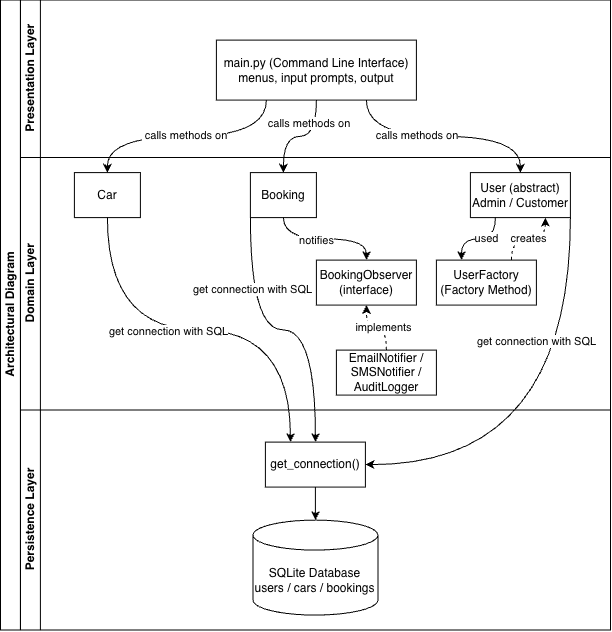 Architectural Diagram
Presentation Layer
main.py (Command Line Interface)
menus, input prompts, output
calls methods on
calls methods on
calls methods on
Domain Layer
Car
Booking
User (abstract)
Admin / Customer
notifies
used
creates
BookingObserver
(interface)
UserFactory
(Factory Method)
get connection with SQL
implements
get connection with SQL
get connection with SQL
EmailNotifier /
SMSNotifier /
AuditLogger
Persistence Layer
get_connection()
SQLite Database
users / cars / bookings